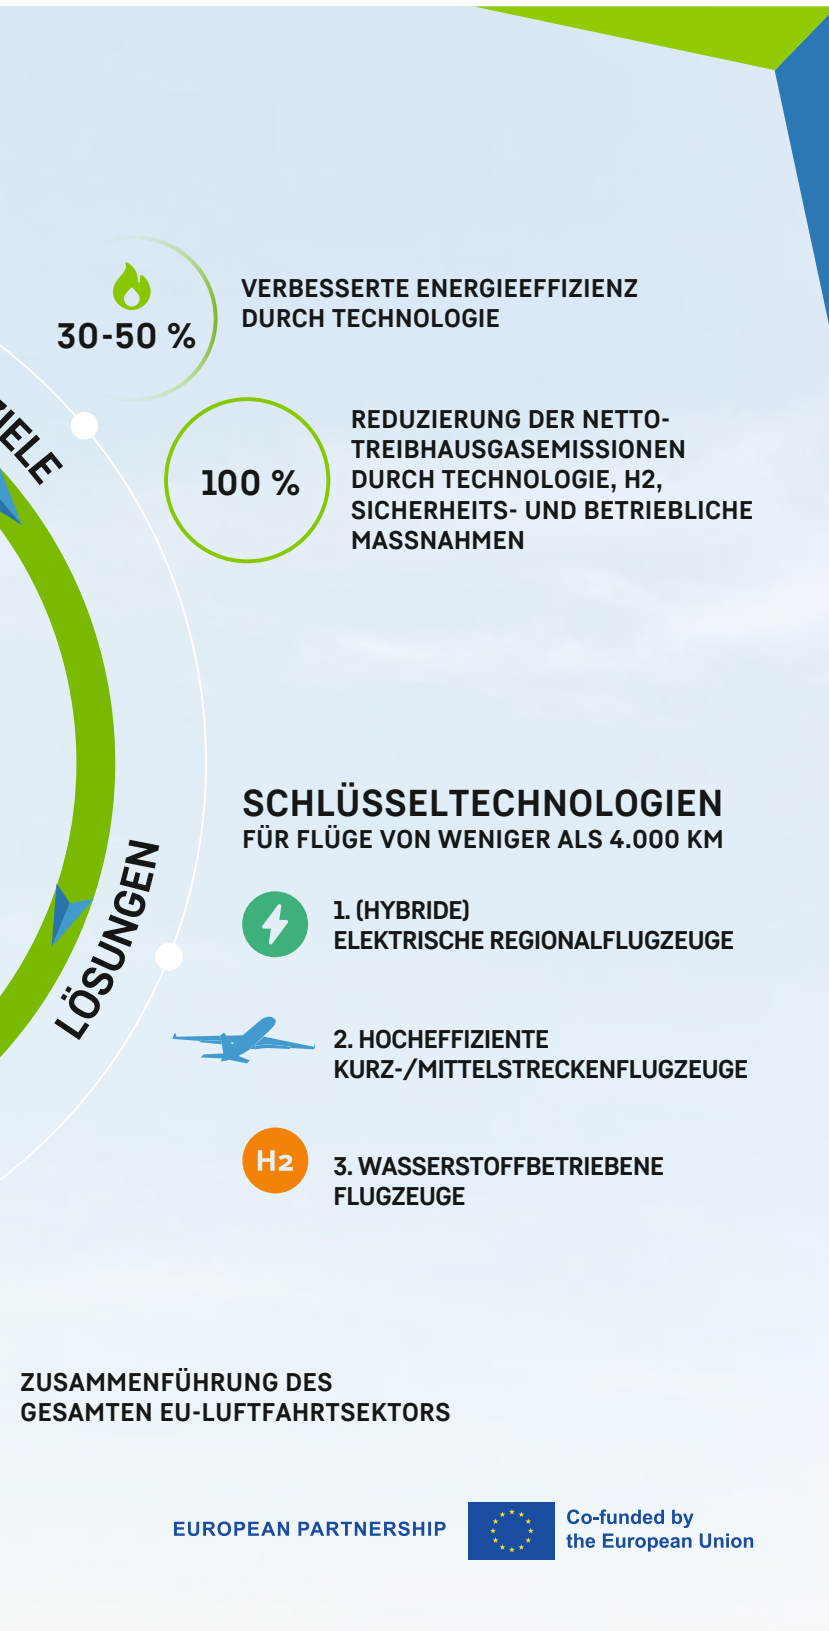 30-50 %
VERBESSERTE ENERGIEEFFIZIENZ
DURCH TECHNOLOGIE
100 %
REDUZIERUNG DER NETTO-
TREIBHAUSGASEMISSIONEN
DURCH TECHNOLOGIE, H2,
SICHERHEITS- UND BETRIEBLICHE
MASSNAHMEN
ZIELE
SCHLÜSSELTECHNOLOGIEN
FÜR FLÜGE VON WENIGER ALS 4.000 KM
LÖSUNGEN
1. (HYBRIDE)
ELEKTRISCHE REGIONALFLUGZEUGE
2. HOCHEFFIZIENTE
KURZ-/MITTELSTRECKENFLUGZEUGE
H2
3. WASSERSTOFFBETRIEBENE
FLUGZEUGE
ZUSAMMENFÜHRUNG DES
GESAMTEN EU-LUFTFAHRTSEKTORS
EUROPEAN PARTNERSHIP
Co-funded by
the European Union